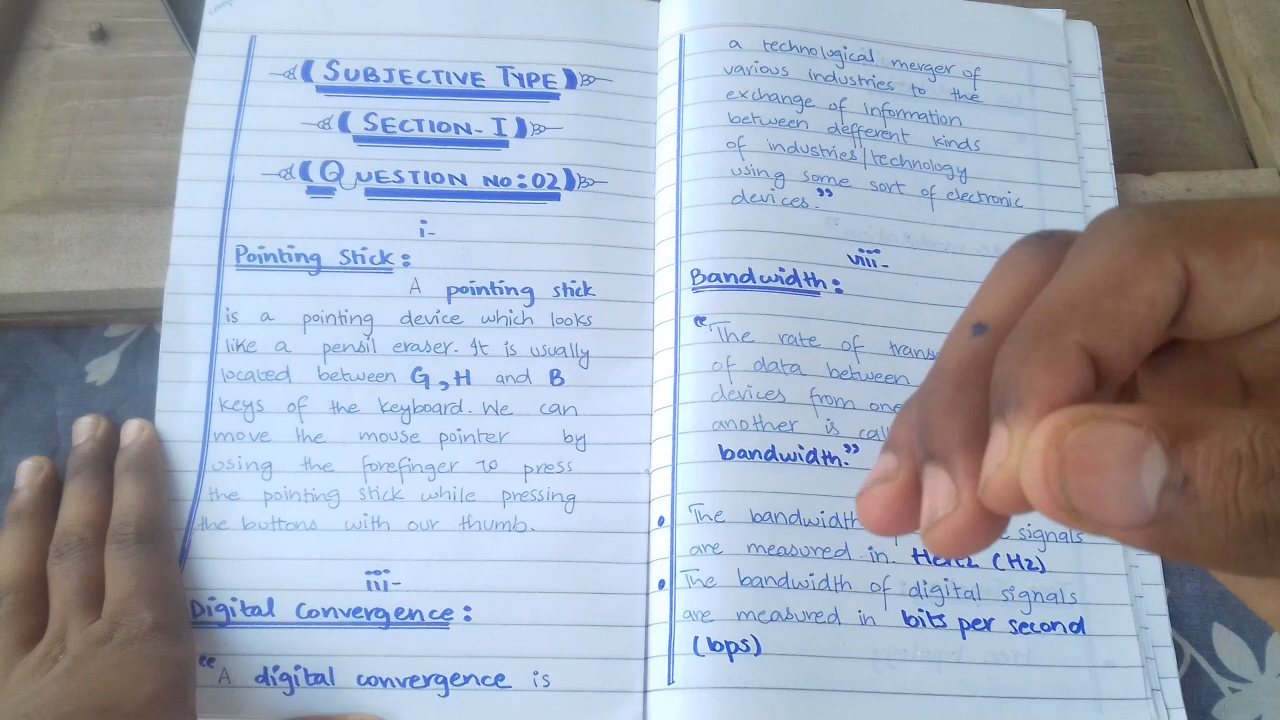 (SUBJECTIVE TYPE)
(SECTION-I)
(QUESTION NO:02)
i-
Pointing Stick:
A pointing stick
is a pointing device which looks
like a pensil eraser. It is usually
located between G, H and B
keys of the keyboard. We can
move the mouse pointer by
using the forefinger to press
the pointing stick while pressing
the buttons with our thumb.
iii-
Digital Convergence:
"A digital convergence is
a technological merger of
various industries to the
exchange of information
between defferent kinds
of industries/technology
using some sort of electronic
devices."
viii-
Bandwidth:
"The rate of
of data between
devices from
another is
bandwidth."
• The bandwidth signals
are measured in Hertz (Hz)
• The bandwidth of digital signals
are measured in bits per second
(bps)